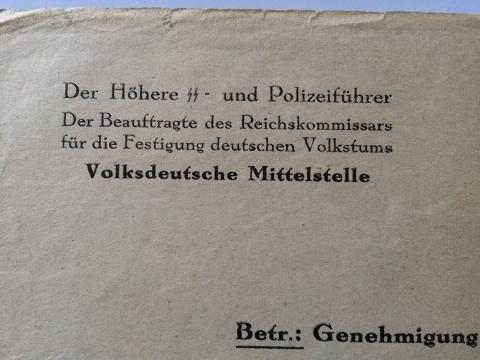 Der Höhere ᛋᛋ - und Polizeiführer
Der Beauftragte des Reichskommissars
für die Festigung deutschen Volkstums
Volksdeutsche Mittelstelle
Betr.: Genehmigung